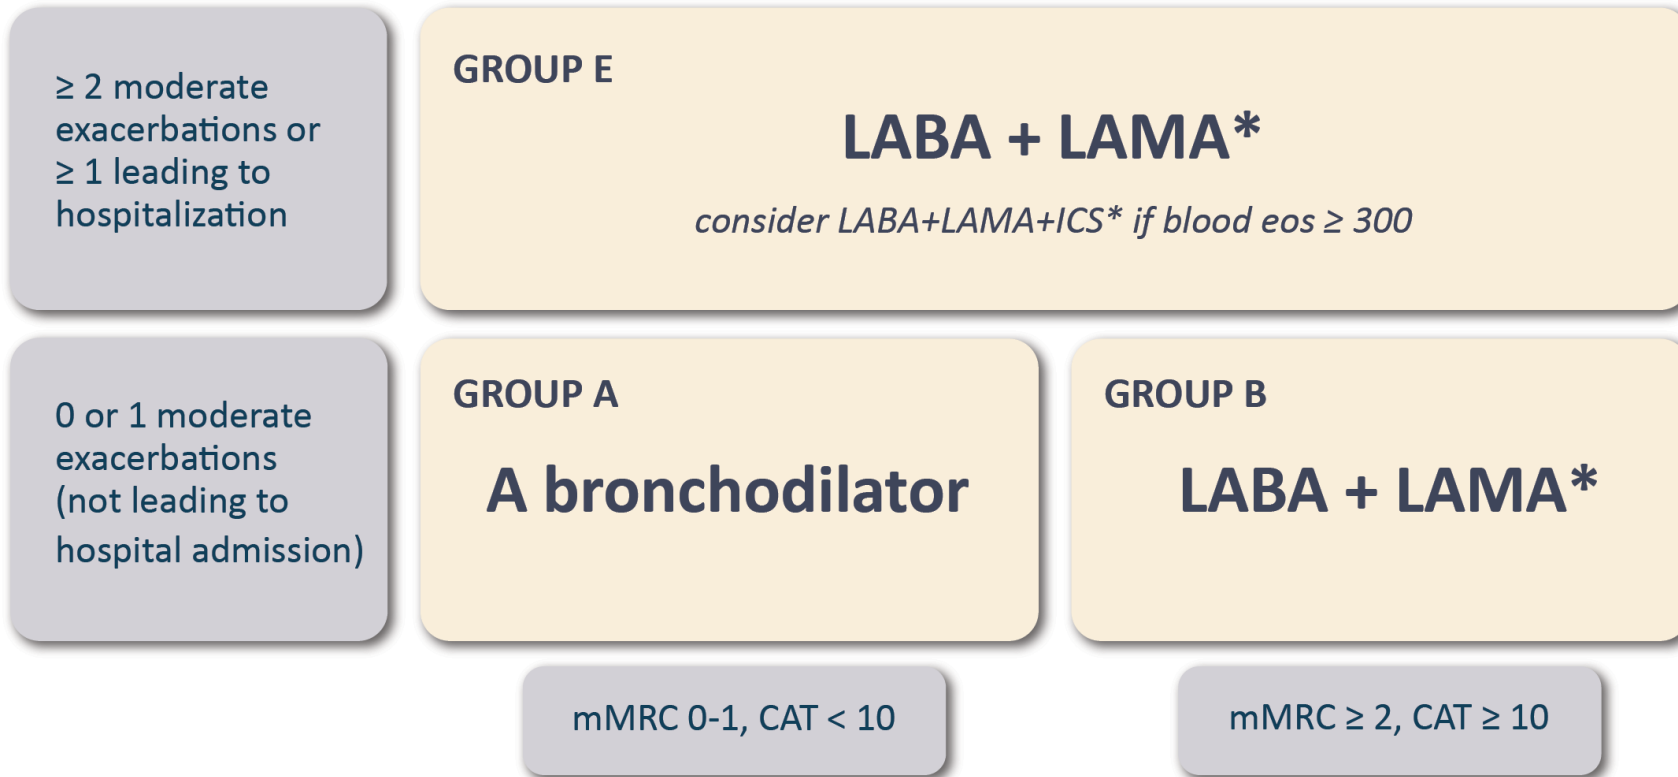 ≥ 2 moderate
exacerbations or
≥ 1 leading to
hospitalization
GROUP E
LABA + LAMA*
consider LABA+LAMA+ICS* if blood eos ≥ 300
0 or 1 moderate
exacerbations
(not leading to
hospital admission)
GROUP A
A bronchodilator
GROUP B
LABA + LAMA*
mMRC 0-1, CAT < 10
mMRC ≥ 2, CAT ≥ 10